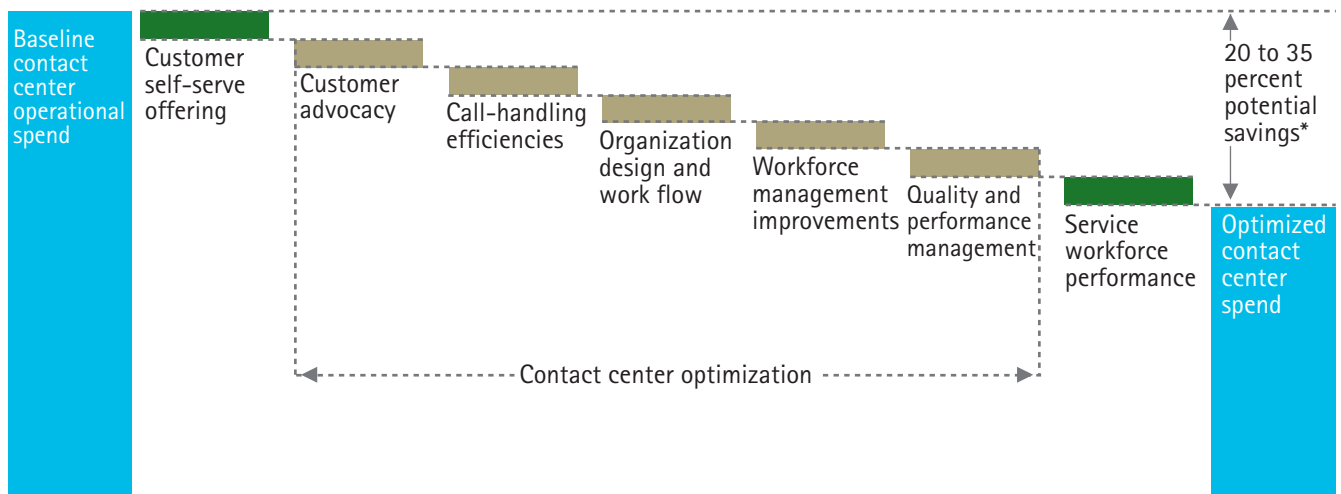 Baseline
contact
center
operational
spend
Customer
self-serve
offering
Customer
advocacy
Call-handling
efficiencies
Organization
design and
work flow
Workforce
management
improvements
Quality and
performance
management
Service
workforce
performance
20 to 35
percent
potential
savings*
Optimized
contact
center
spend
Contact center optimization